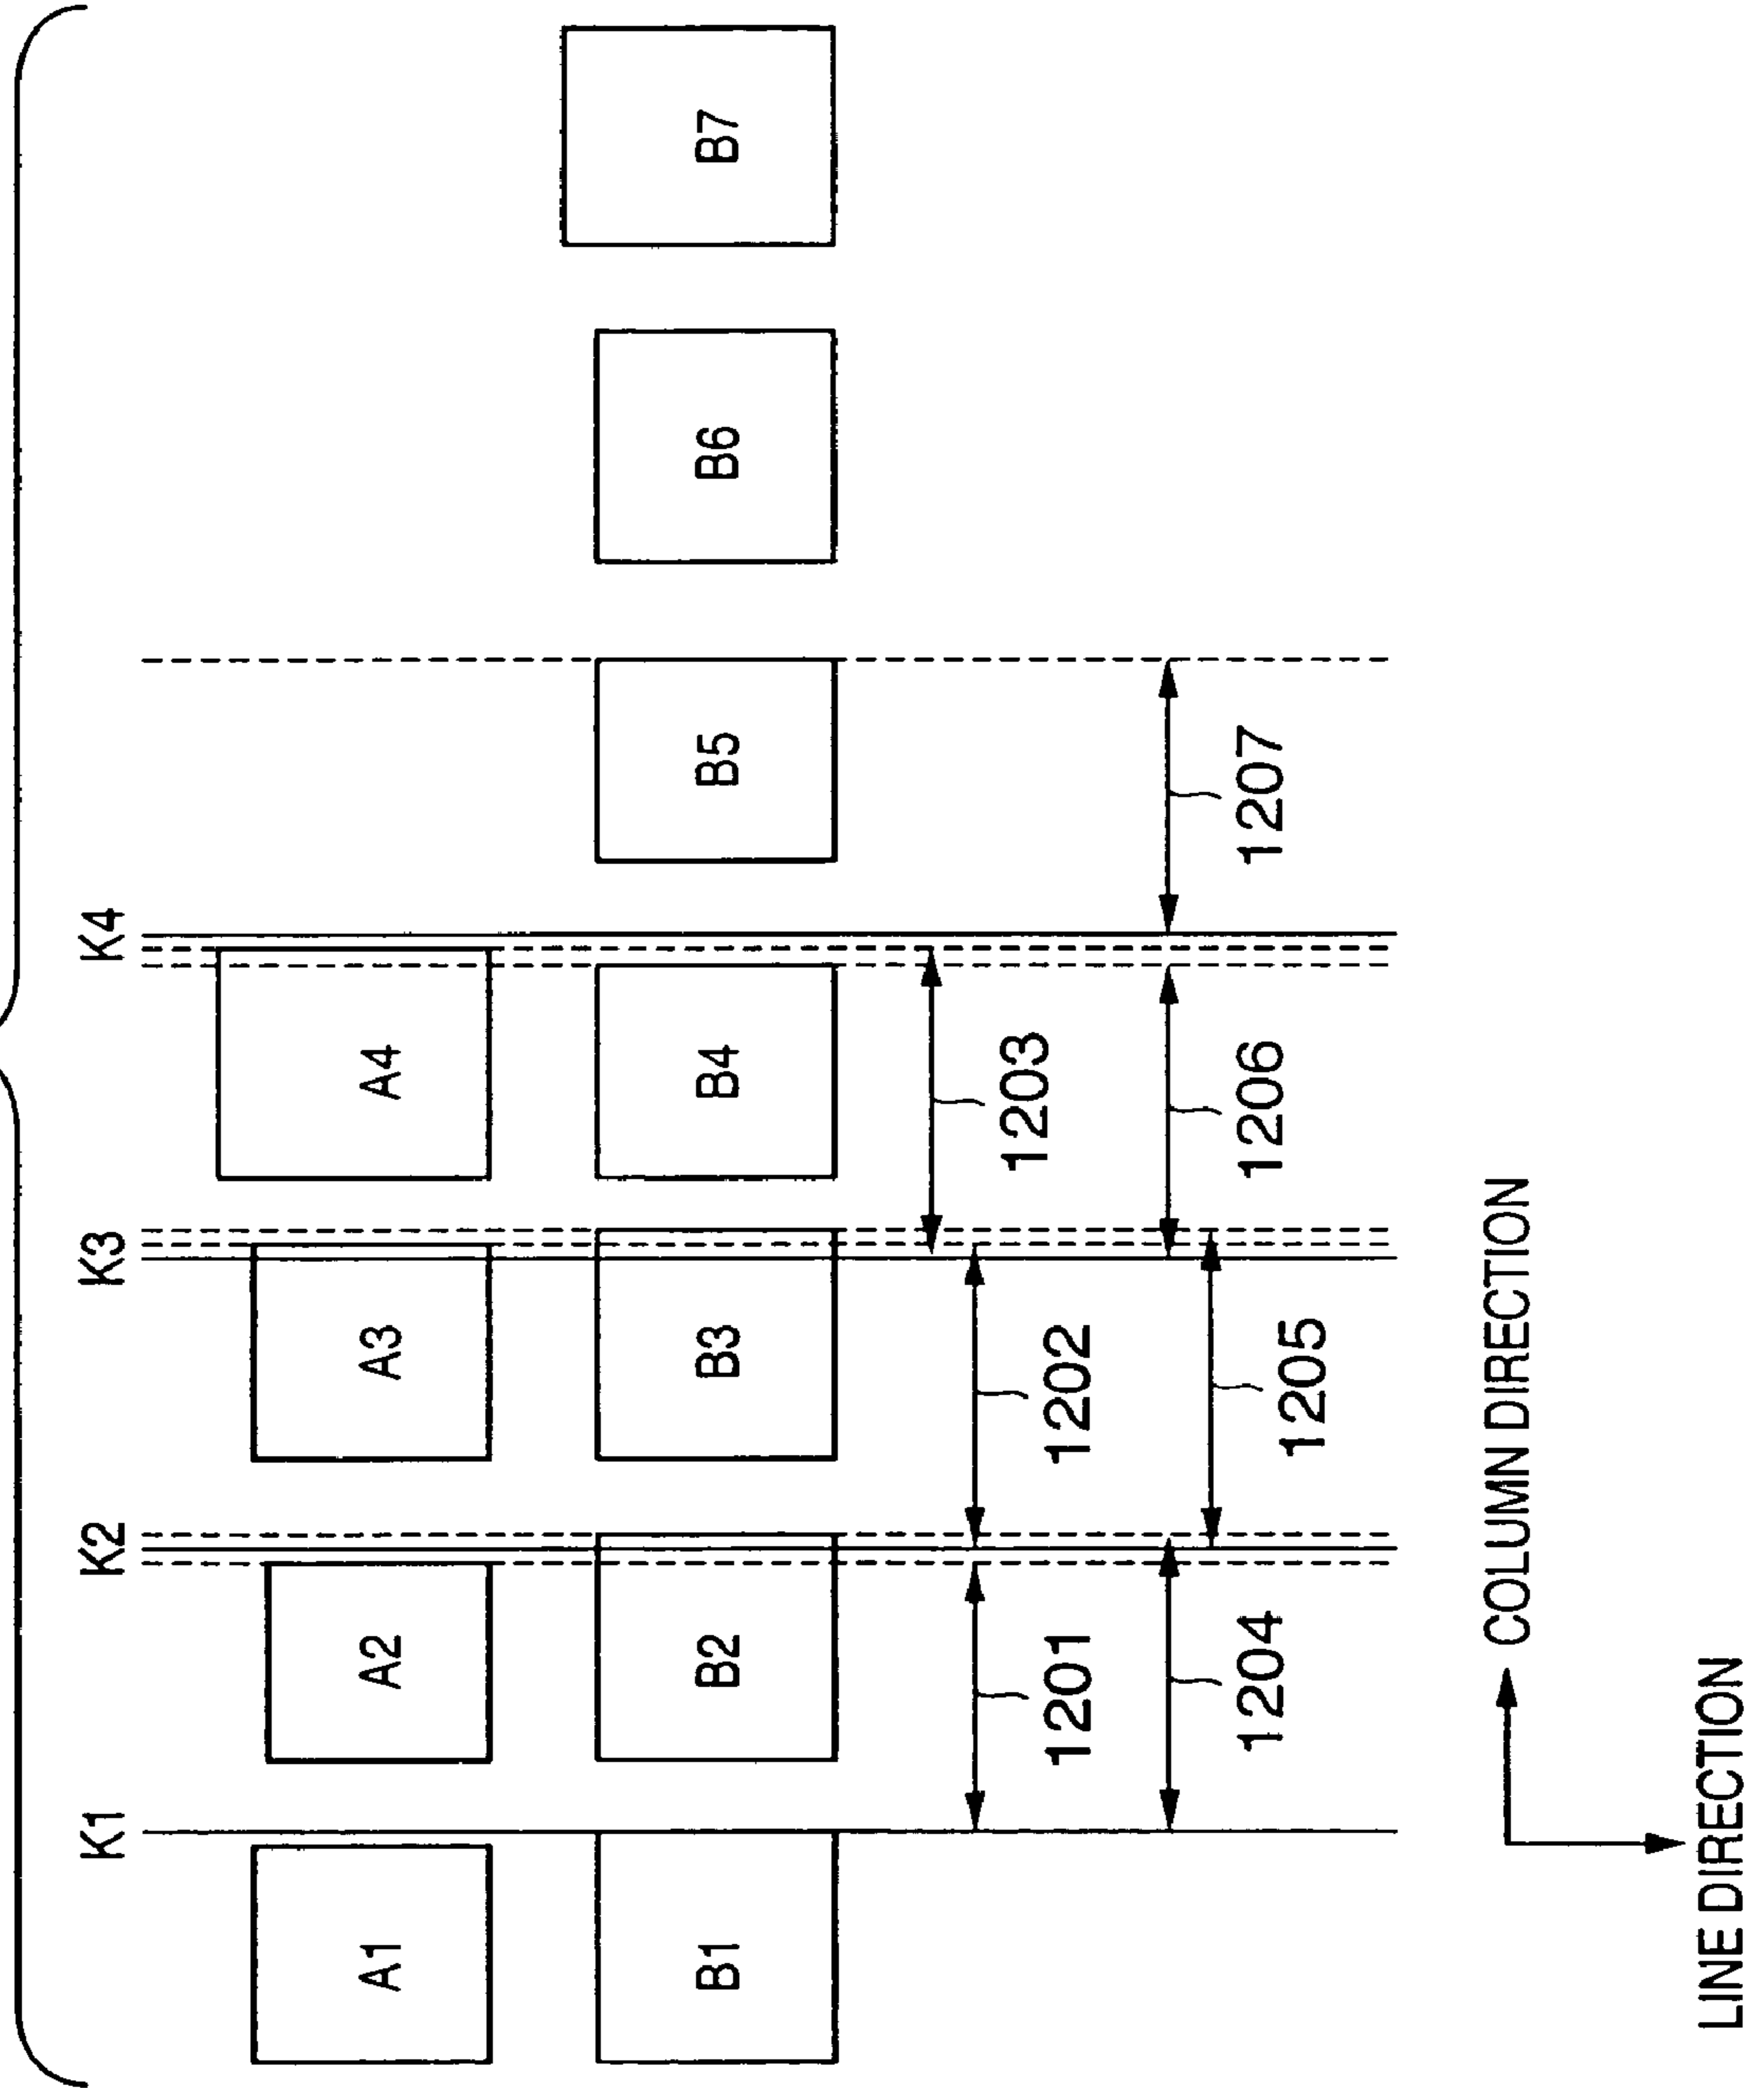 K1
K2
K3
K4
A1
A2
A3
A4
B1
B2
B3
B4
B5
B6
B7
1203
1201
1202
1204
1206
1207
1205
COLUMN DIRECTION
LINE DIRECTION